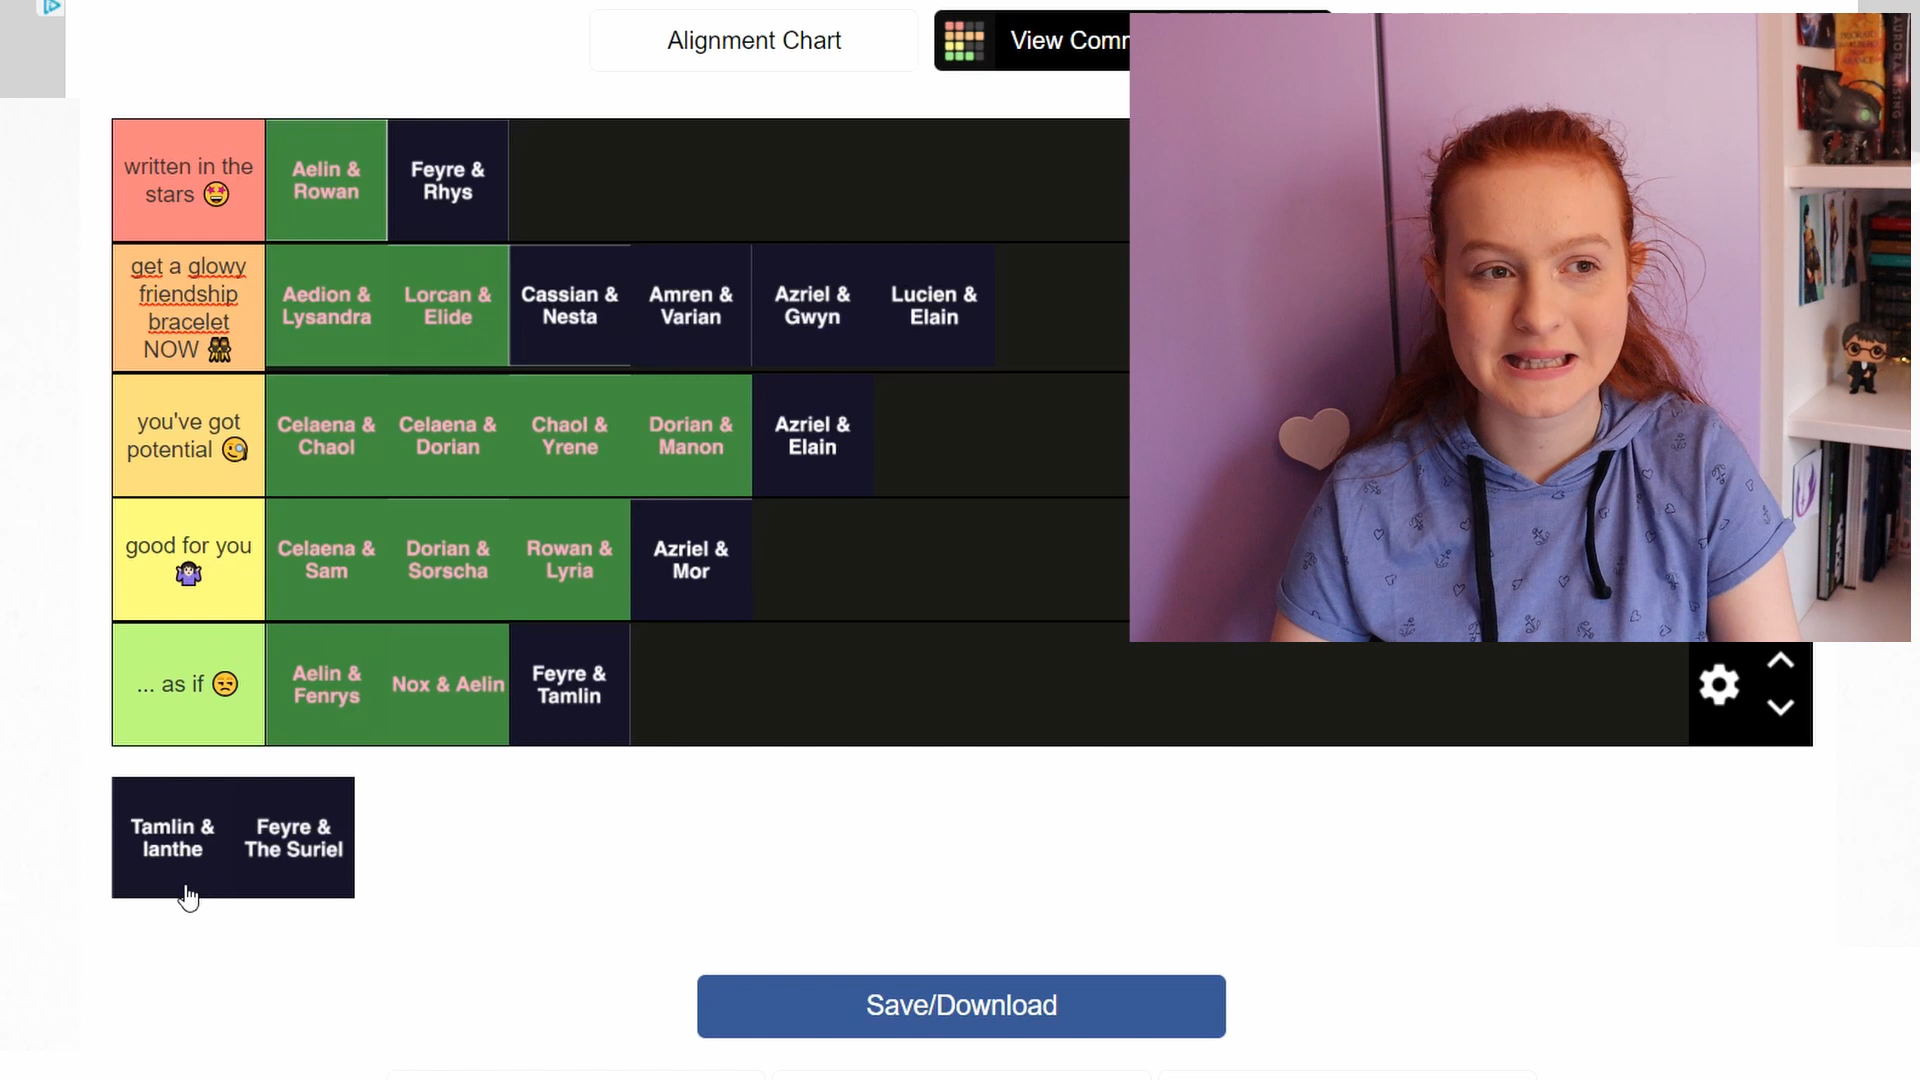 Alignment Chart
View Comm
written in the
stars 🤩
Aelin &
Rowan
Feyre &
Rhys
get a glowy
friendship
bracelet
NOW 👯
Aedion &
Lysandra
Lorcan &
Elide
Cassian &
Nesta
Amren &
Varian
Azriel &
Gwyn
Lucien &
Elain
you've got
potential 🧐
Celaena &
Chaol
Celaena &
Dorian
Chaol &
Yrene
Dorian &
Manon
Azriel &
Elain
good for you
🤷🏻‍♀️
Celaena &
Sam
Dorian &
Sorscha
Rowan &
Lyria
Azriel &
Mor
... as if 😒
Aelin &
Fenrys
Nox & Aelin
Feyre &
Tamlin
Tamlin &
Ianthe
Feyre &
The Suriel
Save/Download